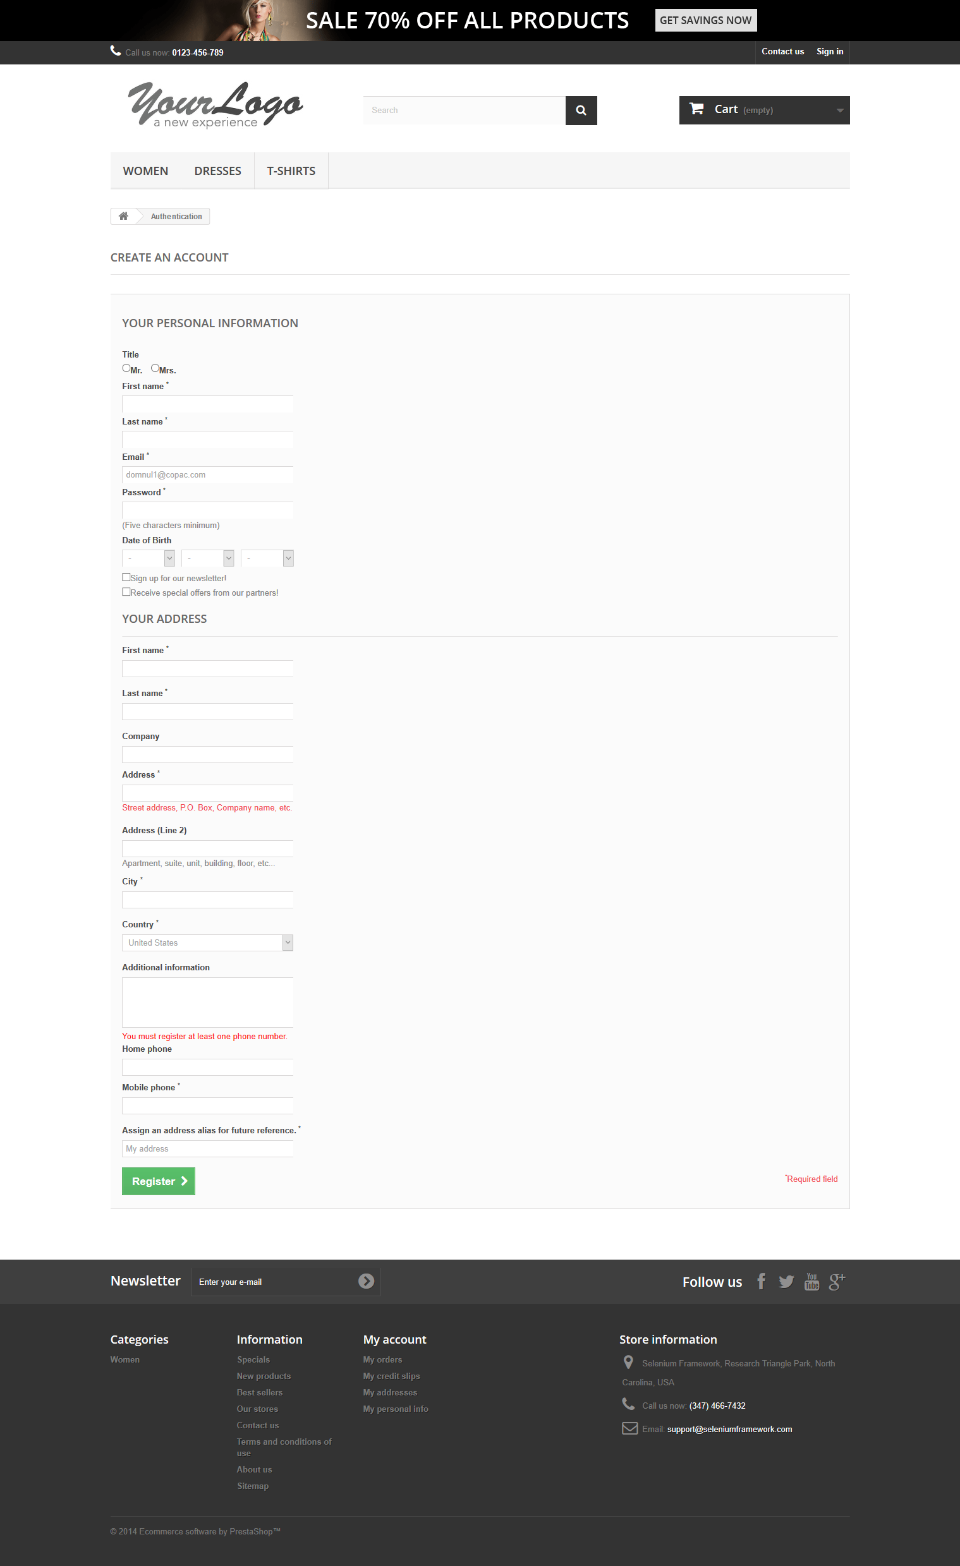 SALE 70% OFF ALL PRODUCTS GET SAVINGS NOW
Call us now: 0123-456-789 Contact us Sign in
Your Logo
a new experience
Search
Cart (empty)
WOMEN DRESSES T-SHIRTS
Authentication
CREATE AN ACCOUNT
YOUR PERSONAL INFORMATION
Title
Mr. Mrs.
First name *
Last name *
Email *
domnul1@copac.com
Password *
(Five characters minimum)
Date of Birth
- - -
Sign up for our newsletter!
Receive special offers from our partners!
YOUR ADDRESS
First name *
Last name *
Company
Address *
Street address, P.O. Box, Company name, etc.
Address (Line 2)
Apartment, suite, unit, building, floor, etc...
City *
Country *
United States
Additional information
You must register at least one phone number.
Home phone
Mobile phone *
Assign an address alias for future reference. *
My address
Register
*Required field
Newsletter Enter your e-mail Follow us
Categories
Women
Information
Specials
New products
Best sellers
Our stores
Contact us
Terms and conditions of
use
About us
Sitemap
My account
My orders
My credit slips
My addresses
My personal info
Store information
Selenium Framework, Research Triangle Park, North
Carolina, USA
Call us now: (347) 466-7432
Email: support@seleniumframework.com
© 2014 Ecommerce software by PrestaShop™